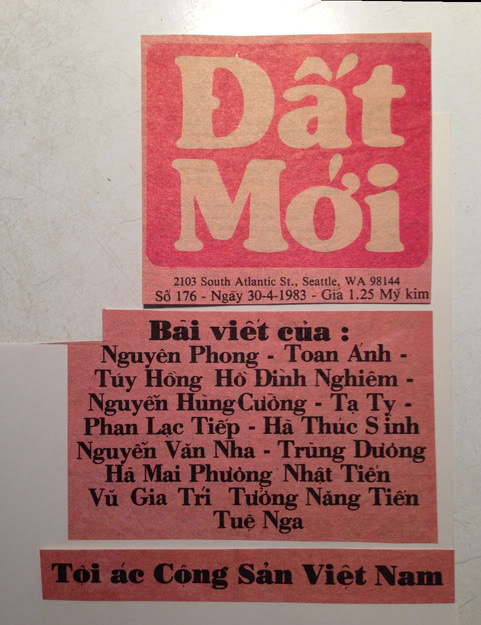 Đất
Mới
2103 South Atlantic St., Seattle, WA 98144
Số 176 - Ngày 30-4-1983 - Giá 1.25 Mỹ kim
Bài viết của :
Nguyên Phong - Toan Ánh -
Túy Hồng Hồ Đình Nghiêm -
Nguyễn Hùng Cường - Tạ Tỵ -
Phan Lạc Tiếp - Hà Thúc Sinh
Nguyễn Văn Nha - Trùng Dương
Hà Mai Phương Nhật Tiến
Vũ Gia Trí Tưởng Năng Tiến
Tuệ Nga
Tội ác Cộng Sản Việt Nam